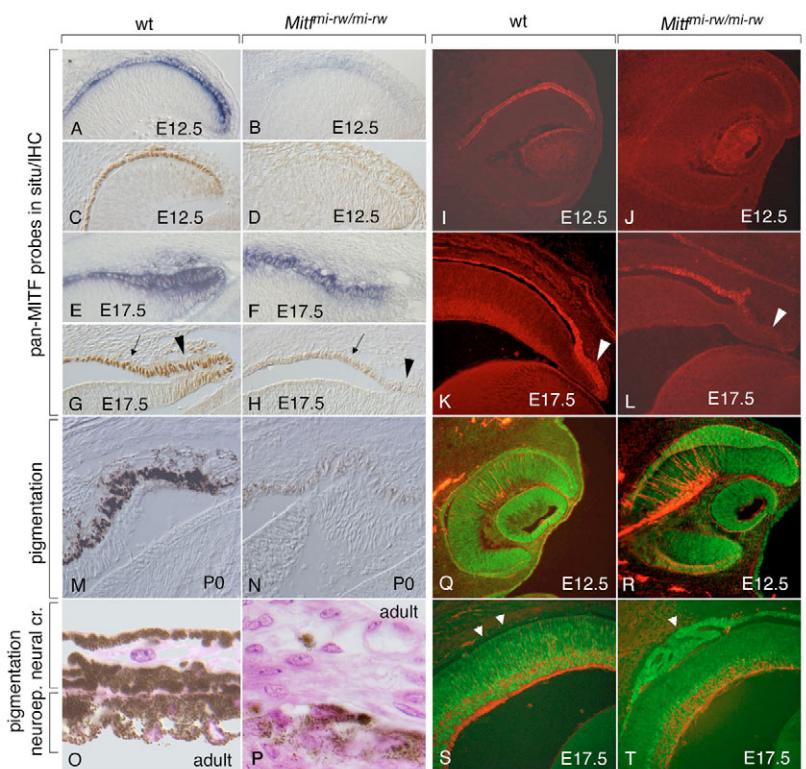 wt
Mitf mi-rw/mi-rw
wt
Mitf mi-rw/mi-rw
pan-MITF probes in situ/IHC
A E12.5
B E12.5
C E12.5
D E12.5
I E12.5
J E12.5
E E17.5
F E17.5
G E17.5
H E17.5
K E17.5
L E17.5
pigmentation
M P0
N P0
Q E12.5
R E12.5
pigmentation
neuroep. neural cr.
O adult
adult
P
S E17.5
T E17.5